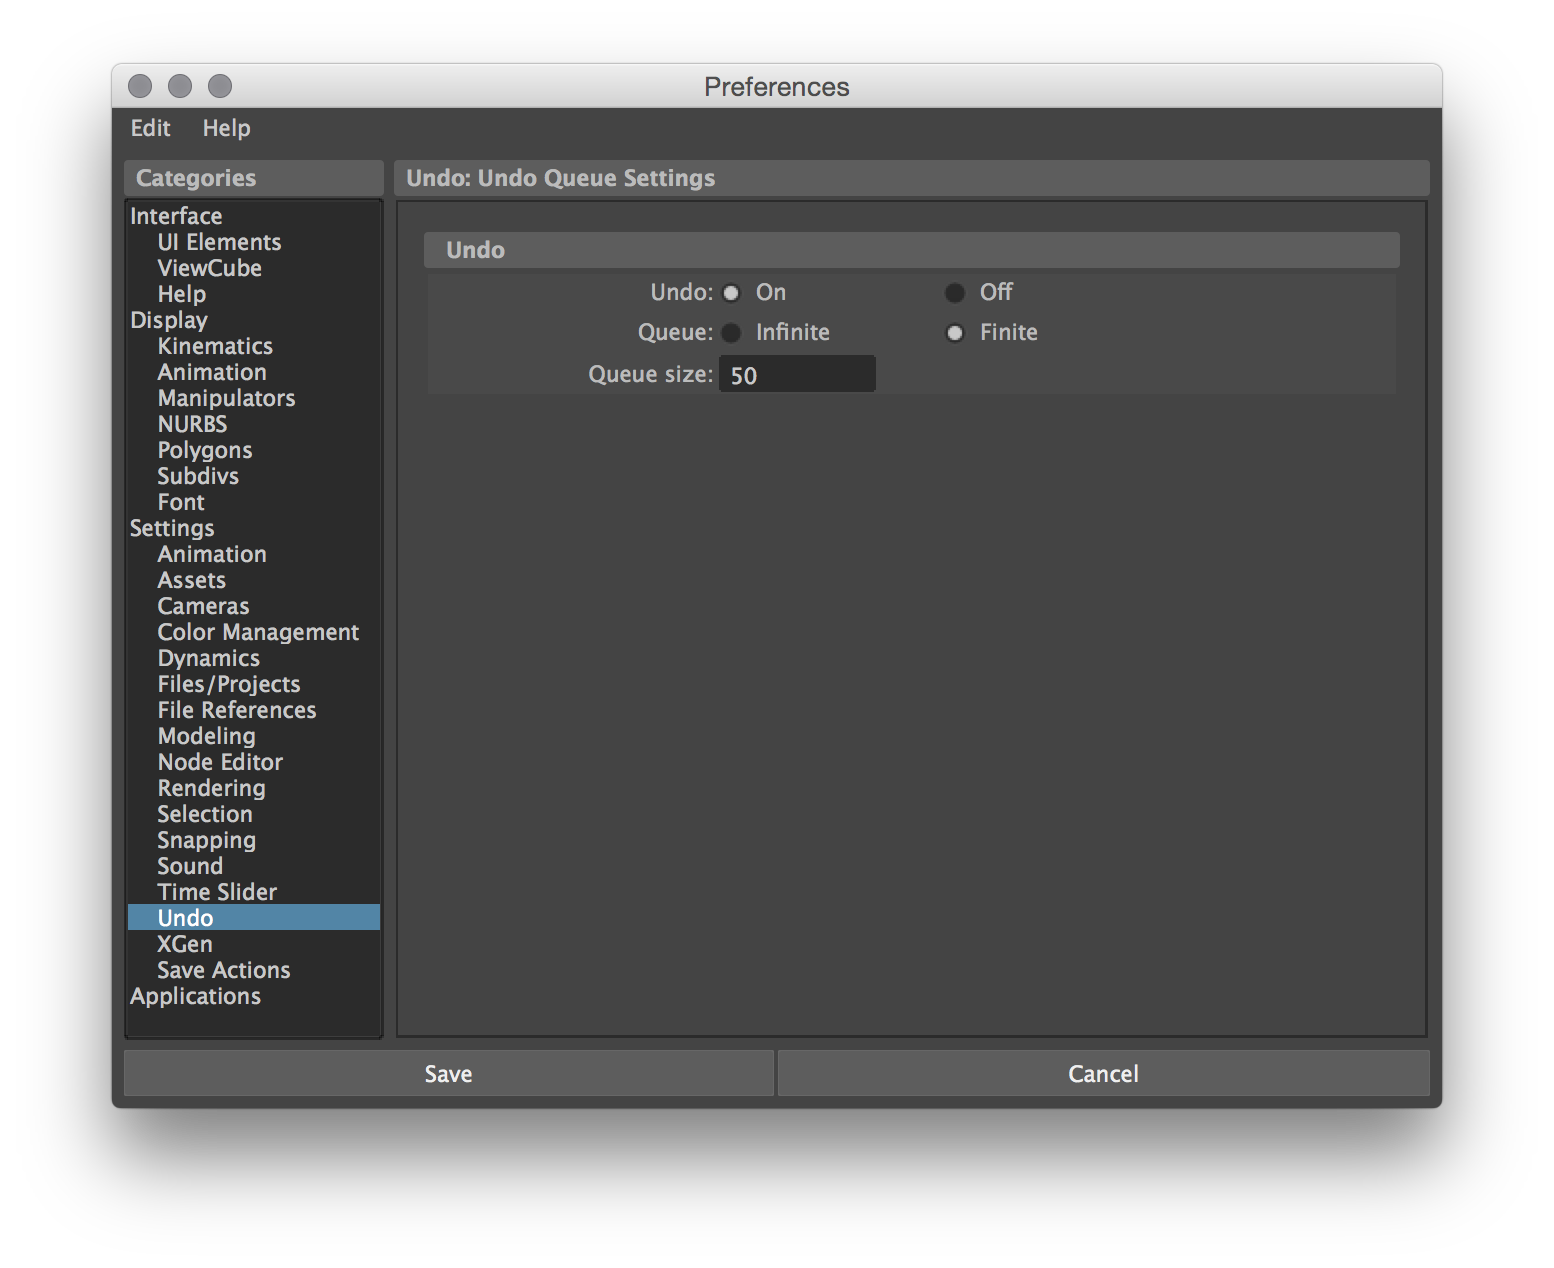 Preferences
Edit Help
Categories
Interface
UI Elements
ViewCube
Help
Display
Kinematics
Animation
Manipulators
NURBS
Polygons
Subdivs
Font
Settings
Animation
Assets
Cameras
Color Management
Dynamics
Files/Projects
File References
Modeling
Node Editor
Rendering
Selection
Snapping
Sound
Time Slider
Undo
XGen
Save Actions
Applications
Undo: Undo Queue Settings
Undo
Undo: On Off
Queue: Infinite Finite
Queue size: 50
Save Cancel